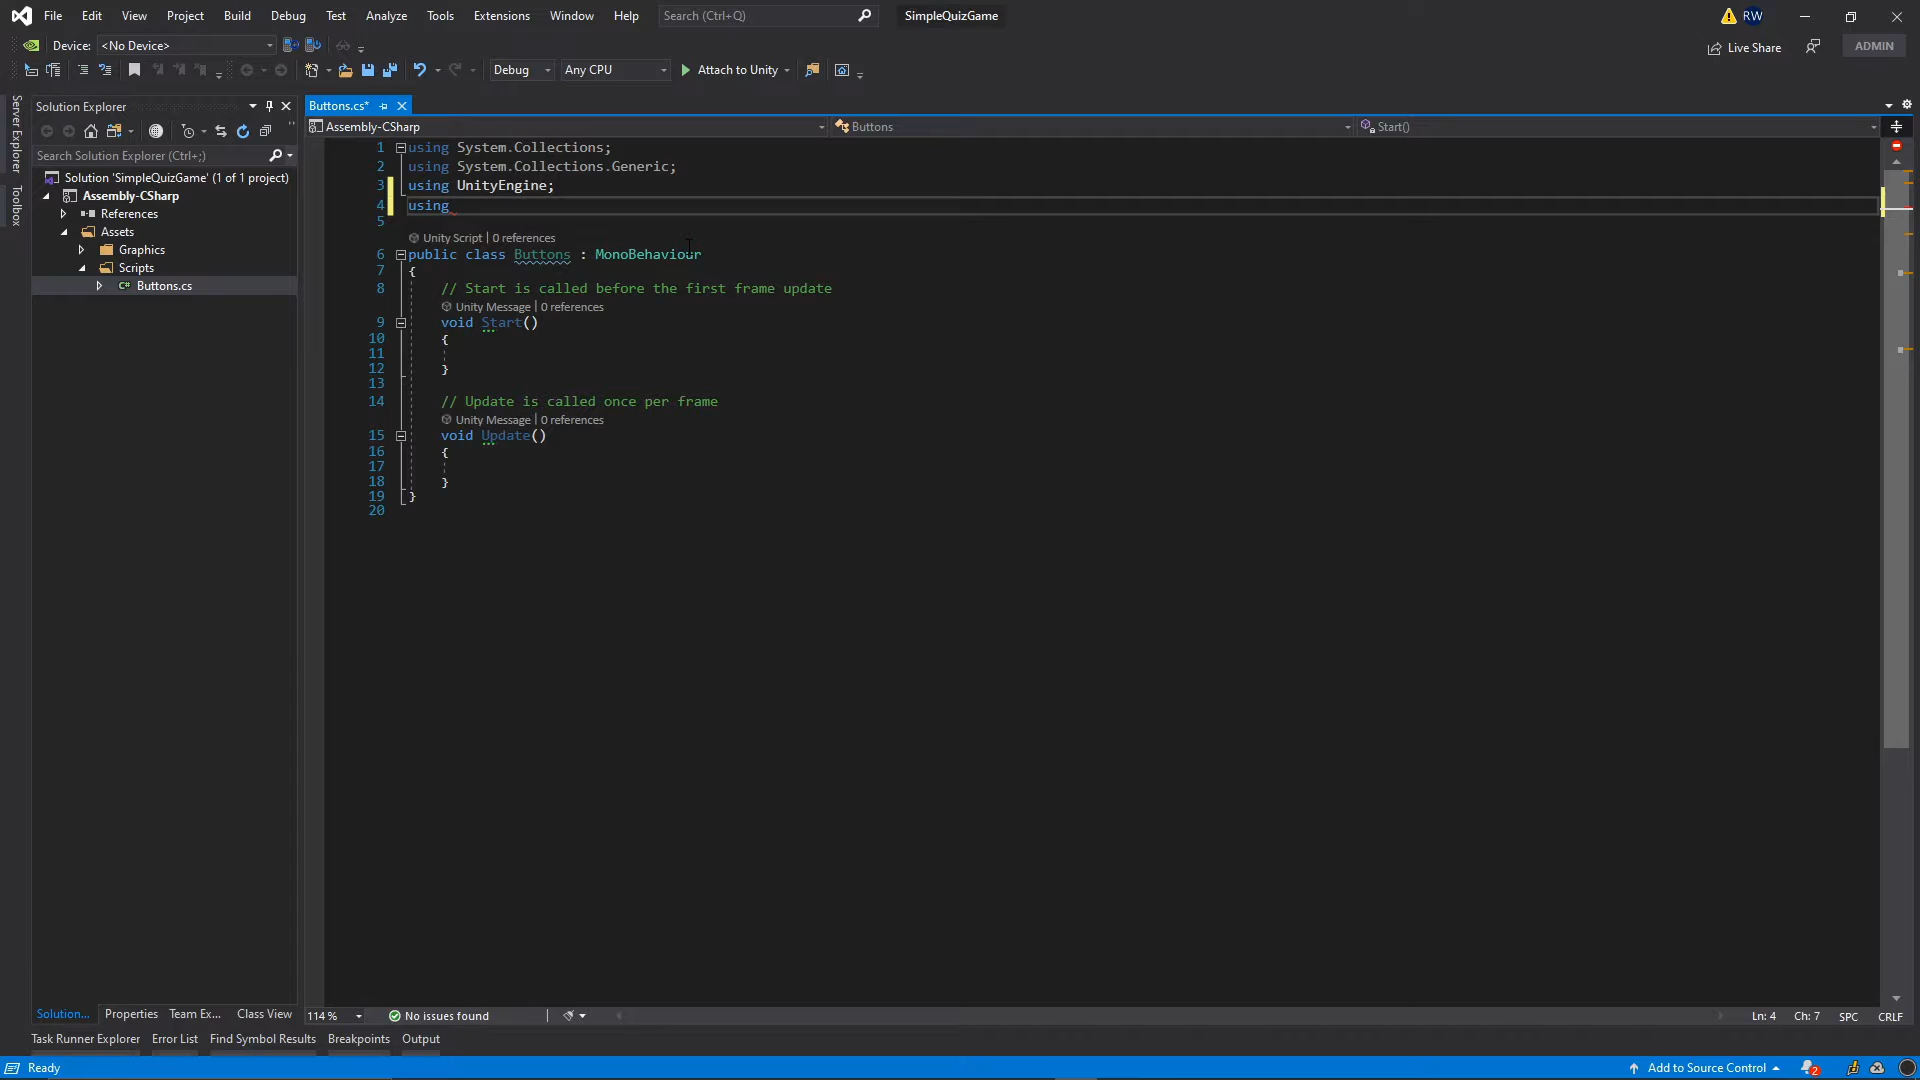 File Edit View Project Build Debug Test Analyze Tools Extensions Window Help Search (Ctrl+Q) SimpleQuizGame RW
Device: <No Device> Live Share ADMIN
Debug Any CPU Attach to Unity
Server Explorer
Toolbox
Solution Explorer
Search Solution Explorer (Ctrl+;)
Solution 'SimpleQuizGame' (1 of 1 project)
Assembly-CSharp
References
Assets
Graphics
Scripts
C# Buttons.cs
Buttons.cs*
Assembly-CSharp Buttons Start()
1 using System.Collections;
2 using System.Collections.Generic;
3 using UnityEngine;
4 using
5
Unity Script | 0 references
6 public class Buttons : MonoBehaviour
7 {
8 // Start is called before the first frame update
Unity Message | 0 references
9 void Start()
10 {
11
12 }
13
14 // Update is called once per frame
Unity Message | 0 references
15 void Update()
16 {
17
18 }
19 }
20
Solution... Properties Team Ex... Class View
114 % No issues found Ln: 4 Ch: 7 SPC CRLF
Task Runner Explorer Error List Find Symbol Results Breakpoints Output
Ready Add to Source Control 2